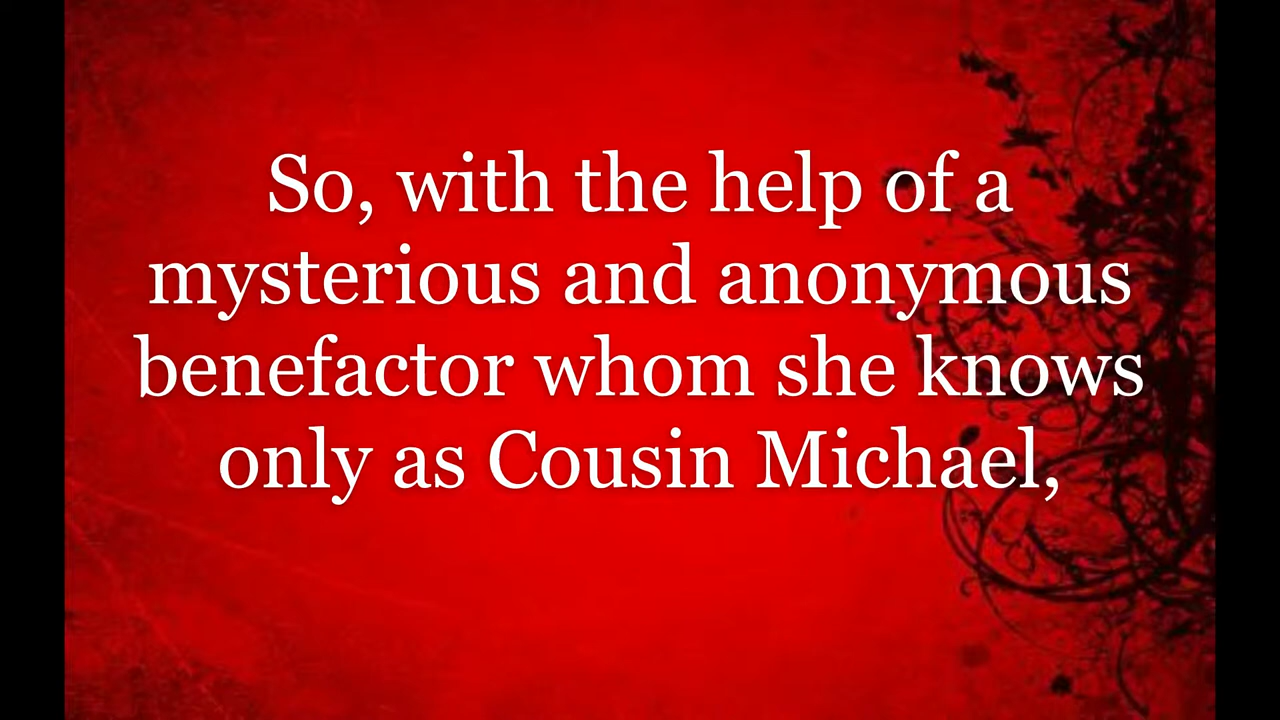 So, with the help of a
mysterious and anonymous
benefactor whom she knows
only as Cousin Michael,